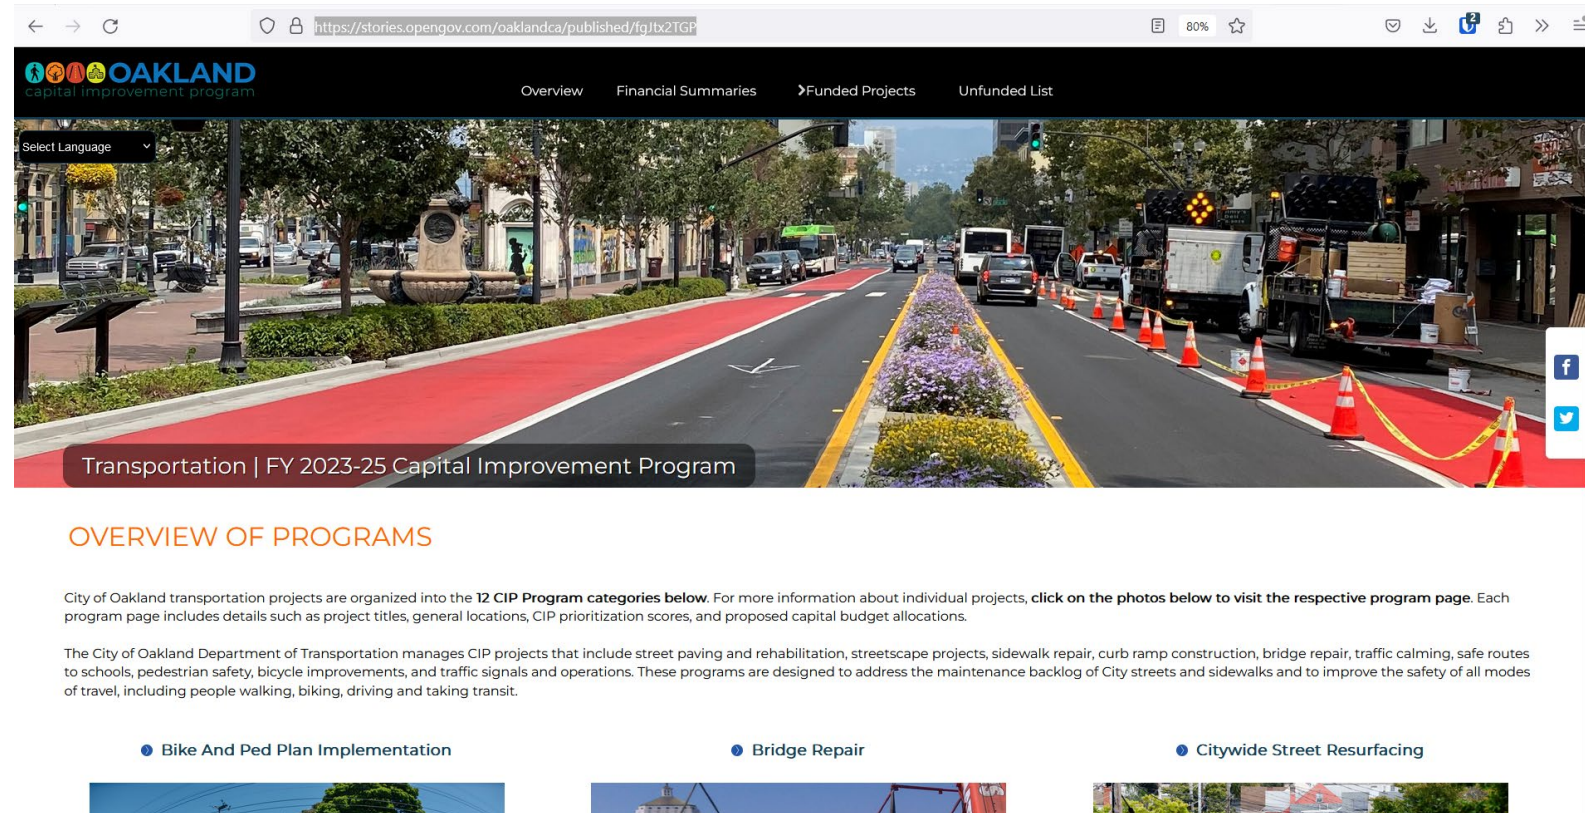 https://stories.opengov.com/oaklandca/published/fgJtx2TGP
80%
2
OAKLAND
capital improvement program
Overview
Financial Summaries
Funded Projects
Unfunded List
Select Language
Transportation | FY 2023-25 Capital Improvement Program
OVERVIEW OF PROGRAMS
City of Oakland transportation projects are organized into the 12 CIP Program categories below. For more information about individual projects, click on the photos below to visit the respective program page. Each
program page includes details such as project titles, general locations, CIP prioritization scores, and proposed capital budget allocations.
The City of Oakland Department of Transportation manages CIP projects that include street paving and rehabilitation, streetscape projects, sidewalk repair, curb ramp construction, bridge repair, traffic calming, safe routes
to schools, pedestrian safety, bicycle improvements, and traffic signals and operations. These programs are designed to address the maintenance backlog of City streets and sidewalks and to improve the safety of all modes
of travel, including people walking, biking, driving and taking transit.
Bike And Ped Plan Implementation
Bridge Repair
Citywide Street Resurfacing